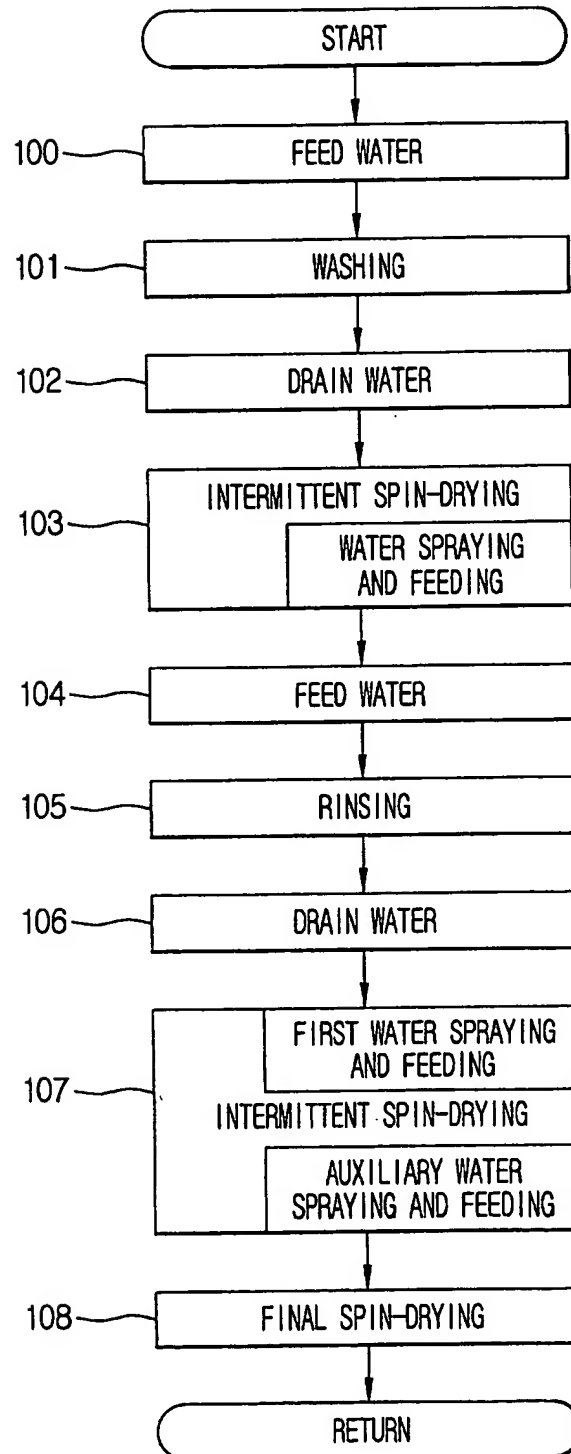 START
100 FEED WATER
101 WASHING
102 DRAIN WATER
103 INTERMITTENT SPIN-DRYING
WATER SPRAYING
AND FEEDING
104 FEED WATER
105 RINSING
106 DRAIN WATER
FIRST WATER SPRAYING
AND FEEDING
107 INTERMITTENT SPIN-DRYING
AUXILIARY WATER
SPRAYING AND FEEDING
108 FINAL SPIN-DRYING
RETURN